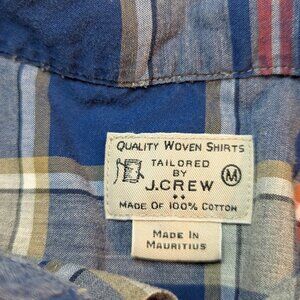 QUALITY WOVEN SHIRTS
TAILORED
BY
J.CREW
M
MADE OF 100% COTTON
MADE IN
MAURITIUS